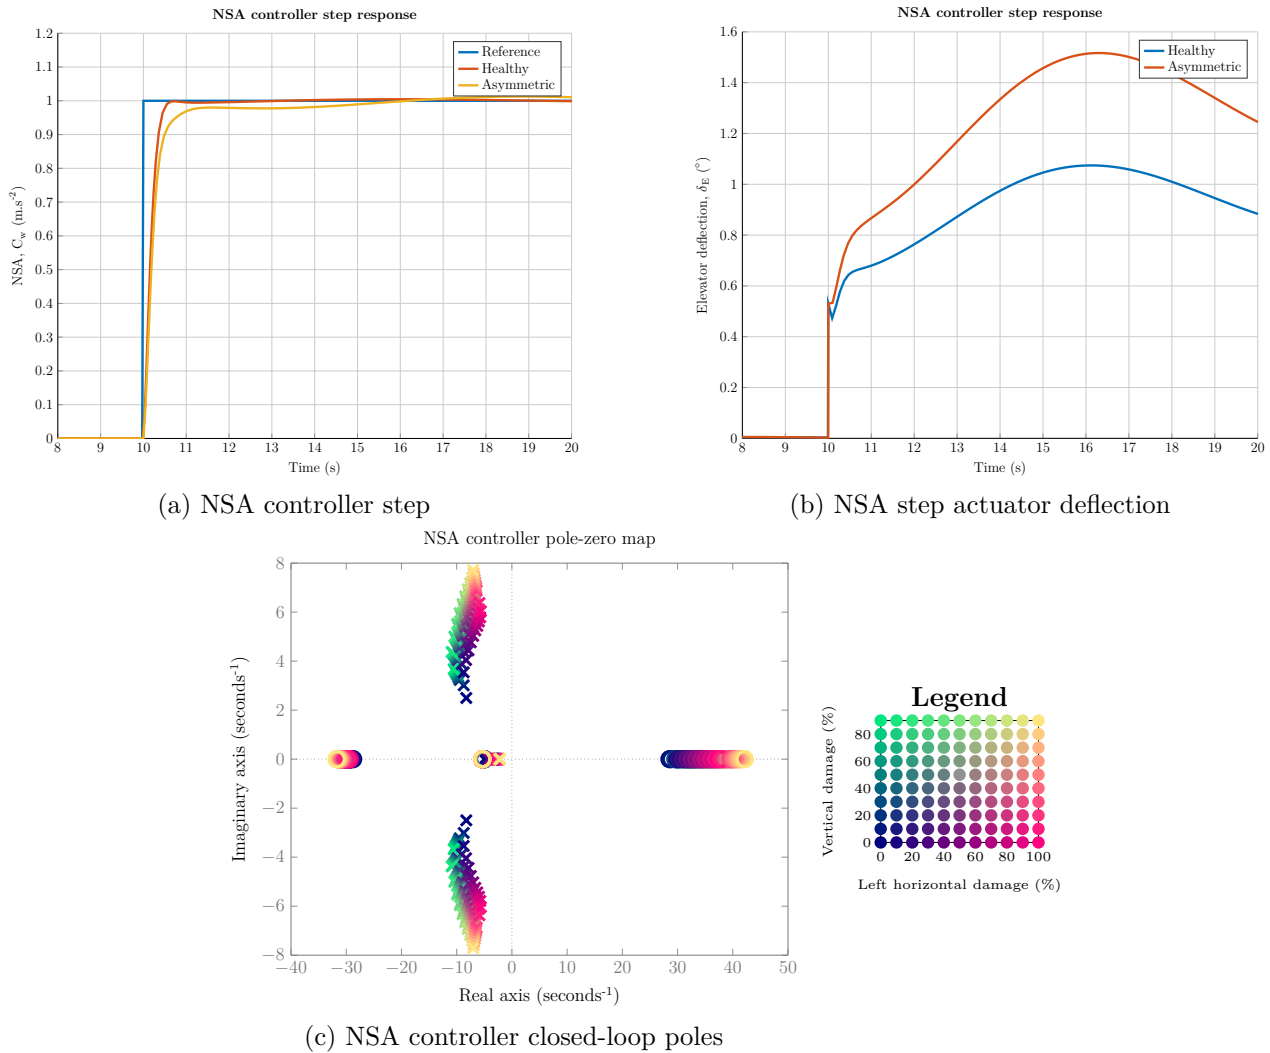 NSA controller step response
1.2
1.1
1
0.9
0.8
0.7
0.6
0.5
0.4
0.3
0.2
0.1
0
NSA, C_w (m.s^-2)
Reference
Healthy
Asymmetric
8 9 10 11 12 13 14 15 16 17 18 19 20
Time (s)
(a) NSA controller step
NSA controller step response
1.6
1.4
1.2
1
0.8
0.6
0.4
0.2
0
Elevator deflection, δ_E (°)
Healthy
Asymmetric
8 9 10 11 12 13 14 15 16 17 18 19 20
Time (s)
(b) NSA step actuator deflection
NSA controller pole-zero map
8
6
4
2
0
−2
−4
−6
−8
Imaginary axis (seconds^-1)
−40 −30 −20 −10 0 10 20 30 40 50
Real axis (seconds^-1)
Legend
80
60
40
20
0
Vertical damage (%)
0 20 40 60 80 100
Left horizontal damage (%)
(c) NSA controller closed-loop poles